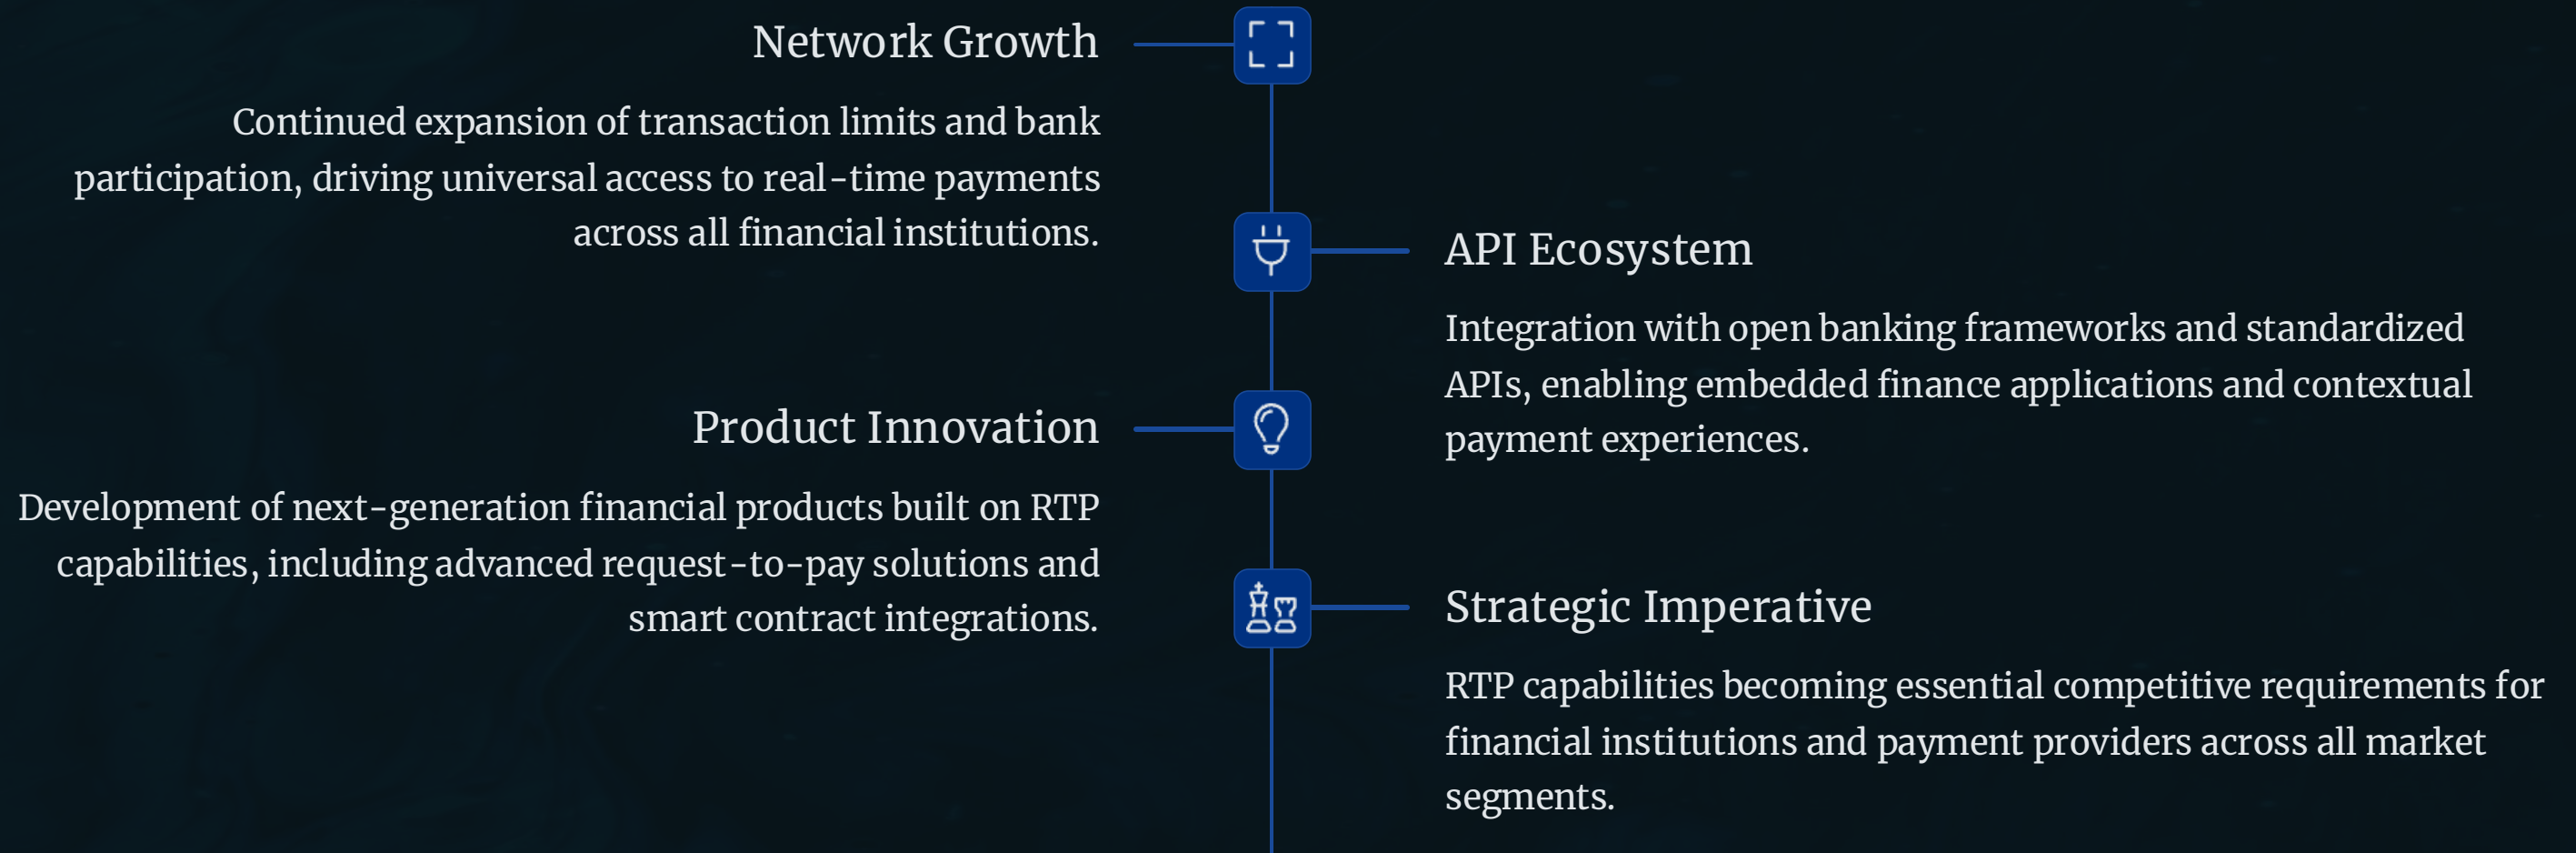 Network Growth
Continued expansion of transaction limits and bank
participation, driving universal access to real-time payments
across all financial institutions.
API Ecosystem
Integration with open banking frameworks and standardized
APIs, enabling embedded finance applications and contextual
payment experiences.
Product Innovation
Development of next-generation financial products built on RTP
capabilities, including advanced request-to-pay solutions and
smart contract integrations.
Strategic Imperative
RTP capabilities becoming essential competitive requirements for
financial institutions and payment providers across all market
segments.